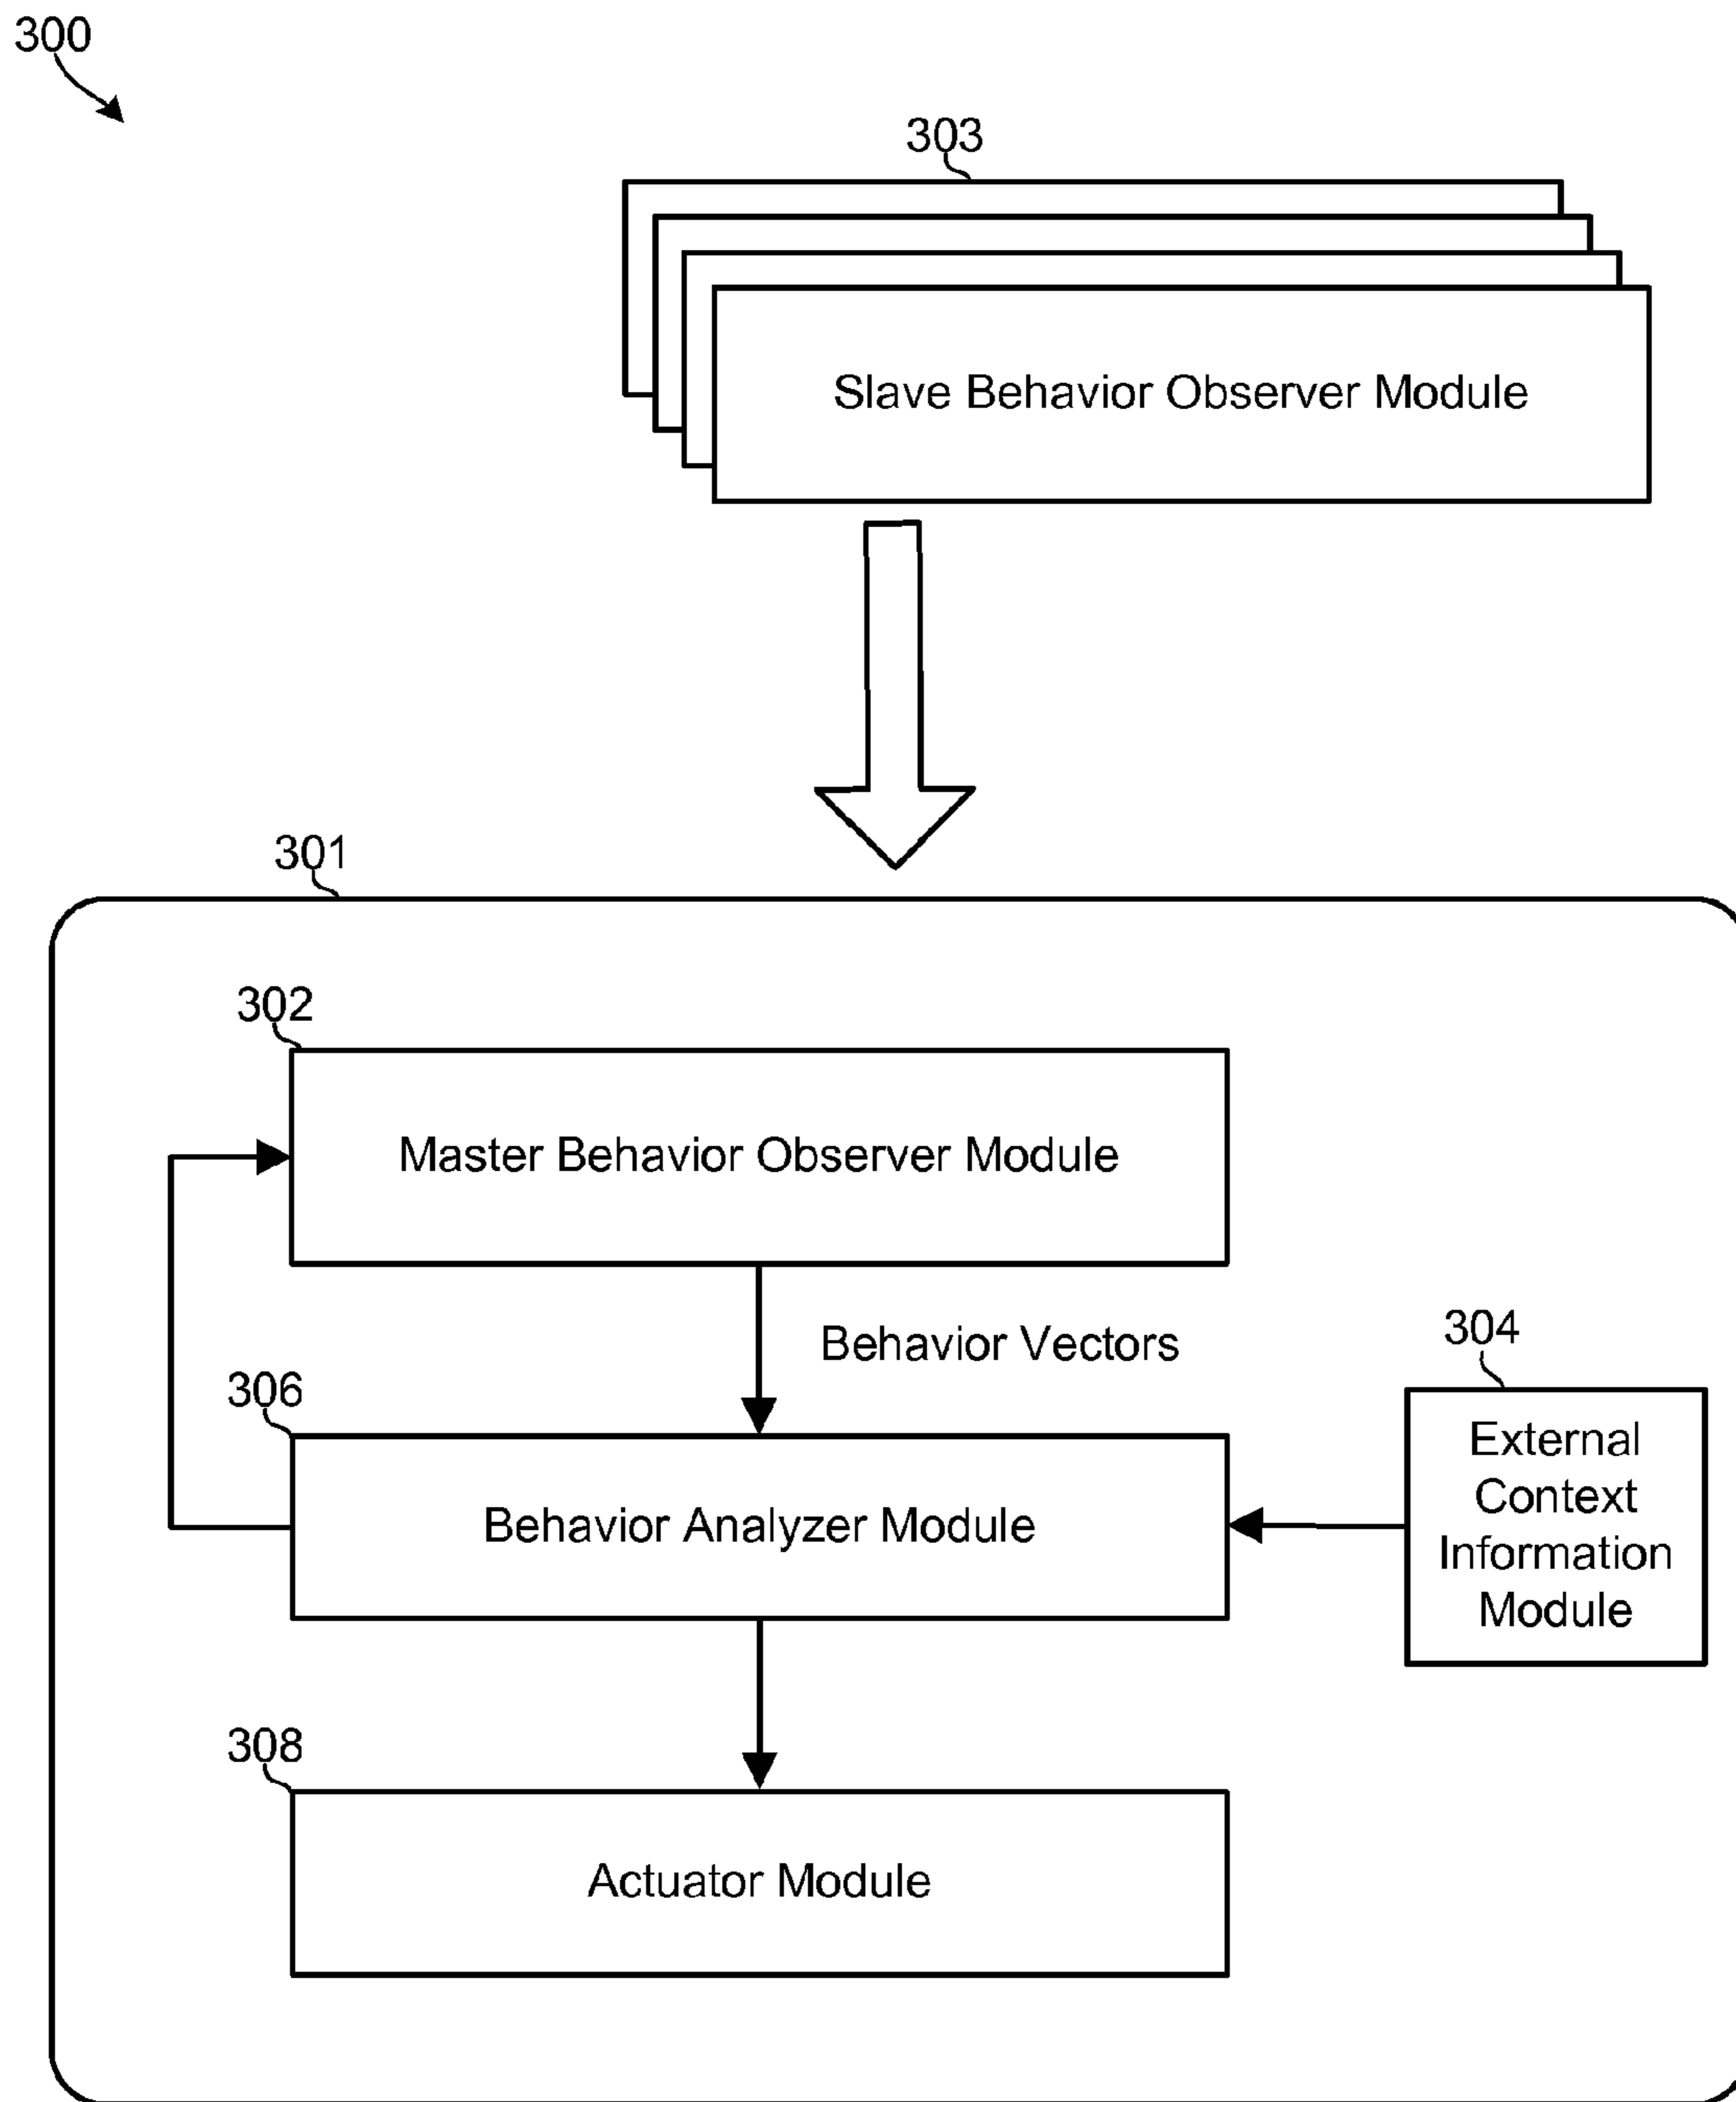 300
303
Slave Behavior Observer Module
301
302
Master Behavior Observer Module
Behavior Vectors
304
306
External
Context
Information
Module
Behavior Analyzer Module
308
Actuator Module